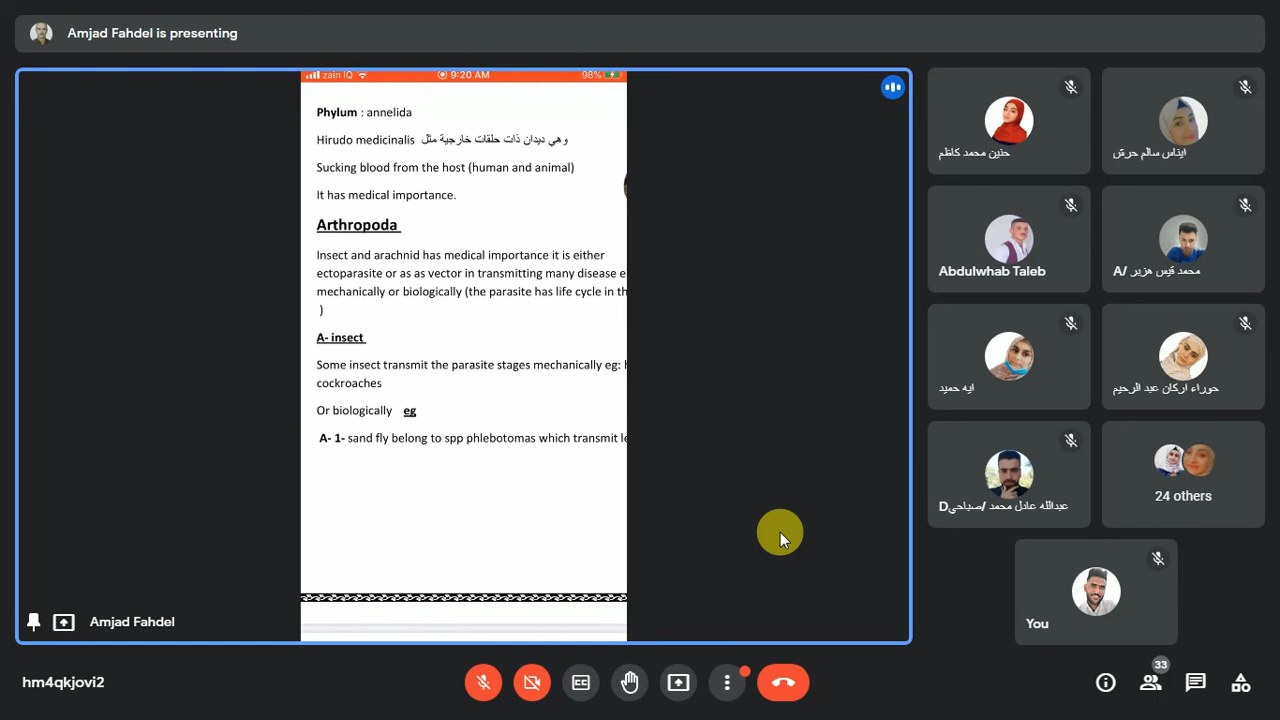 Amjad Fahdel is presenting
zain IQ 9:20 AM 98%
Phylum : annelida
Hirudo medicinalis وهي ديدان ذات حلقات خارجية مثل
Sucking blood from the host (human and animal)
It has medical importance.
Arthropoda
Insect and arachnid has medical importance it is either
ectoparasite or as as vector in transmitting many disease e
mechanically or biologically (the parasite has life cycle in th
)
A- insect
Some insect transmit the parasite stages mechanically eg: h
cockroaches
Or biologically eg
A- 1- sand fly belong to spp phlebotomas which transmit le
Amjad Fahdel
حنين محمد كاظم
ايناس سالم حرش
Abdulwhab Taleb
محمد قيس هزبر /A
ايه حميد
حوراء اركان عبد الرحيم
عبدالله عادل محمد /صباحيD
24 others
You
hm4qkjovi2
CC
33